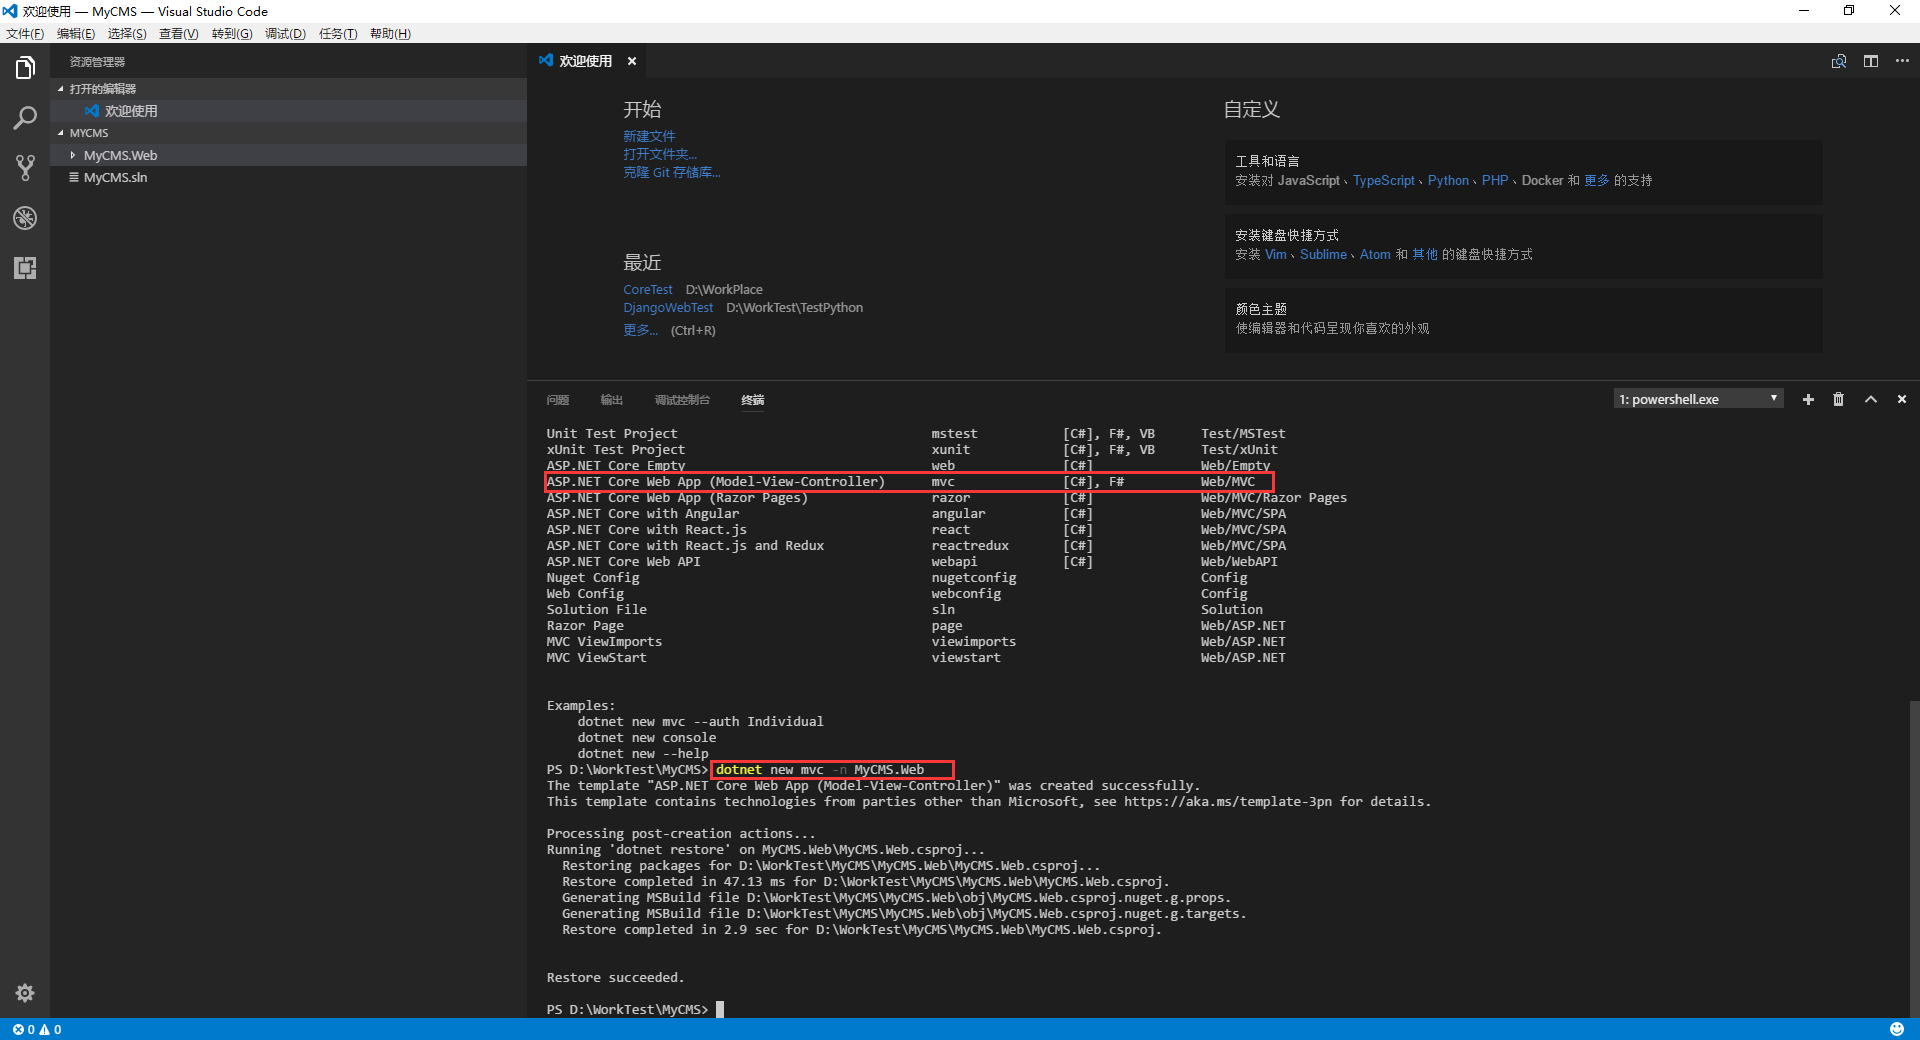 欢迎使用 — MyCMS — Visual Studio Code
文件(F) 编辑(E) 选择(S) 查看(V) 转到(G) 调试(D) 任务(T) 帮助(H)
资源管理器
打开的编辑器
欢迎使用
MYCMS
MyCMS.Web
MyCMS.sln
欢迎使用
开始
新建文件
打开文件夹...
克隆 Git 存储库...
最近
CoreTest D:\WorkPlace
DjangoWebTest D:\WorkTest\TestPython
更多... (Ctrl+R)
自定义
工具和语言
安装对 JavaScript、TypeScript、Python、PHP、Docker 和 更多 的支持
安装键盘快捷方式
安装 Vim、Sublime、Atom 和 其他 的键盘快捷方式
颜色主题
使编辑器和代码呈现你喜欢的外观
问题 输出 调试控制台 终端
1: powershell.exe
Unit Test Project mstest [C#], F#, VB Test/MSTest
xUnit Test Project xunit [C#], F#, VB Test/xUnit
ASP.NET Core Empty web [C#] Web/Empty
ASP.NET Core Web App (Model-View-Controller) mvc [C#], F# Web/MVC
ASP.NET Core Web App (Razor Pages) razor [C#] Web/MVC/Razor Pages
ASP.NET Core with Angular angular [C#] Web/MVC/SPA
ASP.NET Core with React.js react [C#] Web/MVC/SPA
ASP.NET Core with React.js and Redux reactredux [C#] Web/MVC/SPA
ASP.NET Core Web API webapi [C#] Web/WebAPI
Nuget Config nugetconfig Config
Web Config webconfig Config
Solution File sln Solution
Razor Page page Web/ASP.NET
MVC ViewImports viewimports Web/ASP.NET
MVC ViewStart viewstart Web/ASP.NET
Examples:
dotnet new mvc --auth Individual
dotnet new console
dotnet new --help
PS D:\WorkTest\MyCMS> dotnet new mvc -n MyCMS.Web
The template "ASP.NET Core Web App (Model-View-Controller)" was created successfully.
This template contains technologies from parties other than Microsoft, see https://aka.ms/template-3pn for details.
Processing post-creation actions...
Running 'dotnet restore' on MyCMS.Web\MyCMS.Web.csproj...
Restoring packages for D:\WorkTest\MyCMS\MyCMS.Web\MyCMS.Web.csproj...
Restore completed in 47.13 ms for D:\WorkTest\MyCMS\MyCMS.Web\MyCMS.Web.csproj.
Generating MSBuild file D:\WorkTest\MyCMS\MyCMS.Web\obj\MyCMS.Web.csproj.nuget.g.props.
Generating MSBuild file D:\WorkTest\MyCMS\MyCMS.Web\obj\MyCMS.Web.csproj.nuget.g.targets.
Restore completed in 2.9 sec for D:\WorkTest\MyCMS\MyCMS.Web\MyCMS.Web.csproj.
Restore succeeded.
PS D:\WorkTest\MyCMS>
0 0